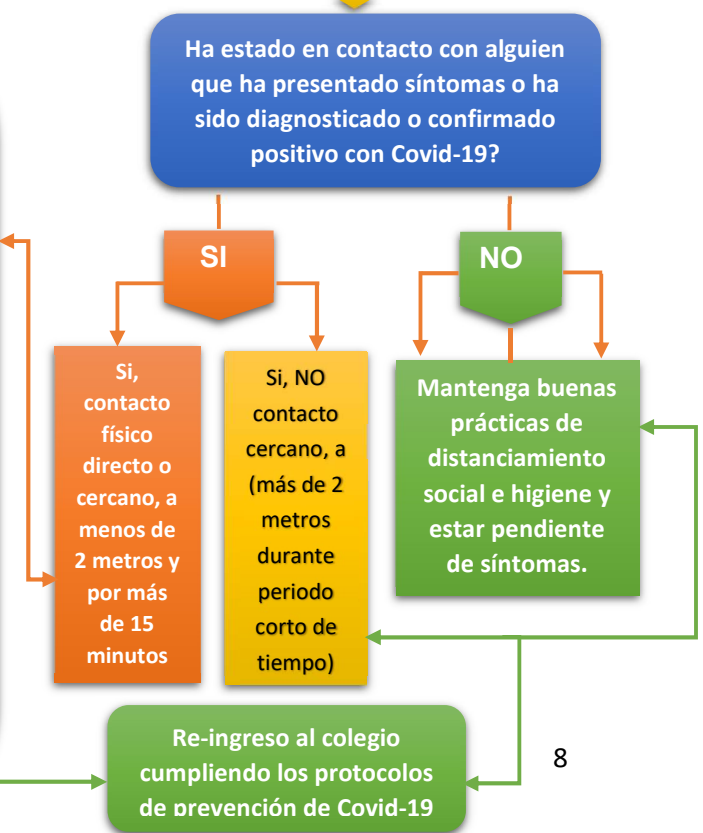 Ha estado en contacto con alguien
que ha presentado síntomas o ha
sido diagnosticado o confirmado
positivo con Covid-19?
SI
NO
Si,
contacto
físico
directo o
cercano, a
menos de
2 metros y
por más
de 15
minutos
Si, NO
contacto
cercano, a
(más de 2
metros
durante
periodo
corto de
tiempo)
Mantenga buenas
prácticas de
distanciamiento
social e higiene y
estar pendiente
de síntomas.
Re-ingreso al colegio
cumpliendo los protocolos
de prevención de Covid-19
8